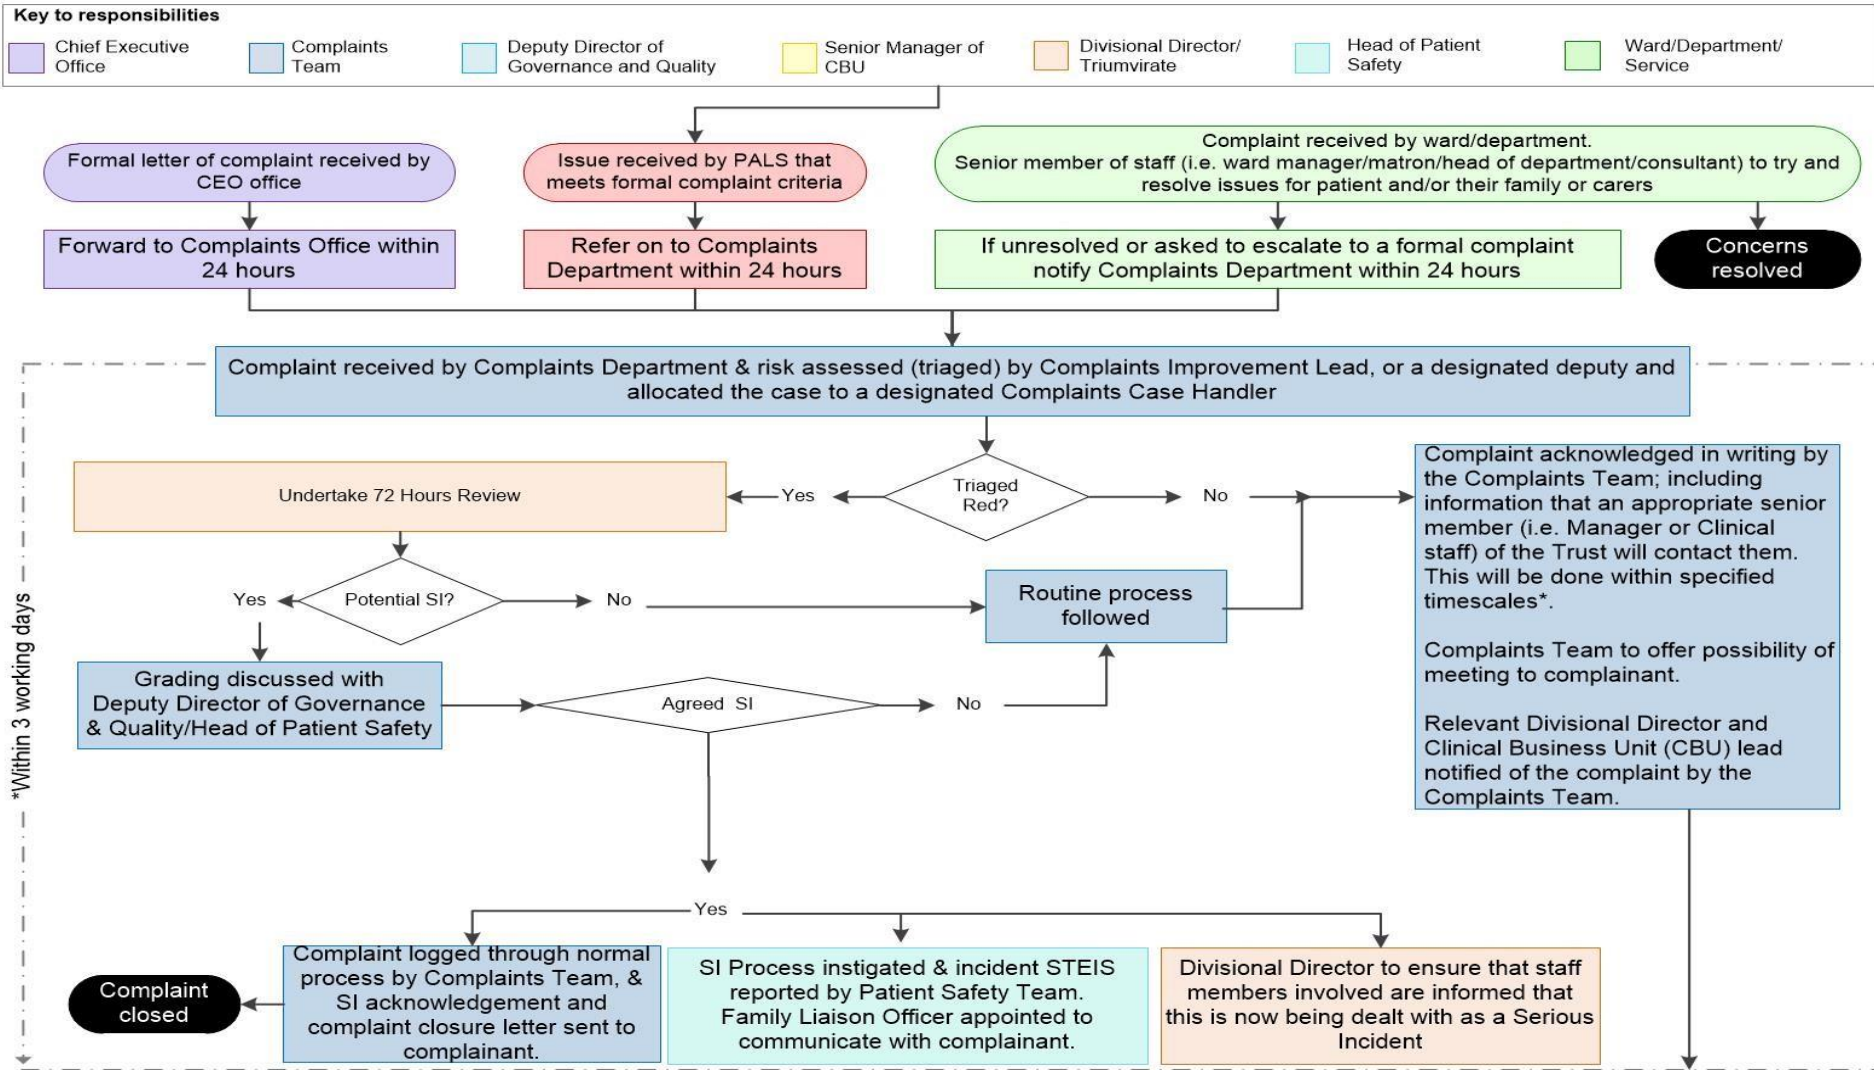 Key to responsibilities
Chief Executive
Office
Complaints
Team
Deputy Director of
Governance and Quality
Senior Manager of
CBU
Divisional Director/
Triumvirate
Head of Patient
Safety
Ward/Department/
Service
Formal letter of complaint received by
CEO office
Issue received by PALS that
meets formal complaint criteria
Complaint received by ward/department.
Senior member of staff (i.e. ward manager/matron/head of department/consultant) to try and
resolve issues for patient and/or their family or carers
Forward to Complaints Office within
24 hours
Refer on to Complaints
Department within 24 hours
If unresolved or asked to escalate to a formal complaint
notify Complaints Department within 24 hours
Concerns
resolved
Complaint received by Complaints Department & risk assessed (triaged) by Complaints Improvement Lead, or a designated deputy and
allocated the case to a designated Complaints Case Handler
Undertake 72 Hours Review
Yes
Triaged
Red?
No
Complaint acknowledged in writing by
the Complaints Team; including
information that an appropriate senior
member (i.e. Manager or Clinical
staff) of the Trust will contact them.
This will be done within specified
timescales*.
Complaints Team to offer possibility of
meeting to complainant.
Relevant Divisional Director and
Clinical Business Unit (CBU) lead
notified of the complaint by the
Complaints Team.
Yes
Potential SI?
No
Routine process
followed
*Within 3 working days
Grading discussed with
Deputy Director of Governance
& Quality/Head of Patient Safety
Agreed SI
No
Yes
Complaint
closed
Complaint logged through normal
process by Complaints Team, &
SI acknowledgement and
complaint closure letter sent to
complainant.
SI Process instigated & incident STEIS
reported by Patient Safety Team.
Family Liaison Officer appointed to
communicate with complainant.
Divisional Director to ensure that staff
members involved are informed that
this is now being dealt with as a Serious
Incident